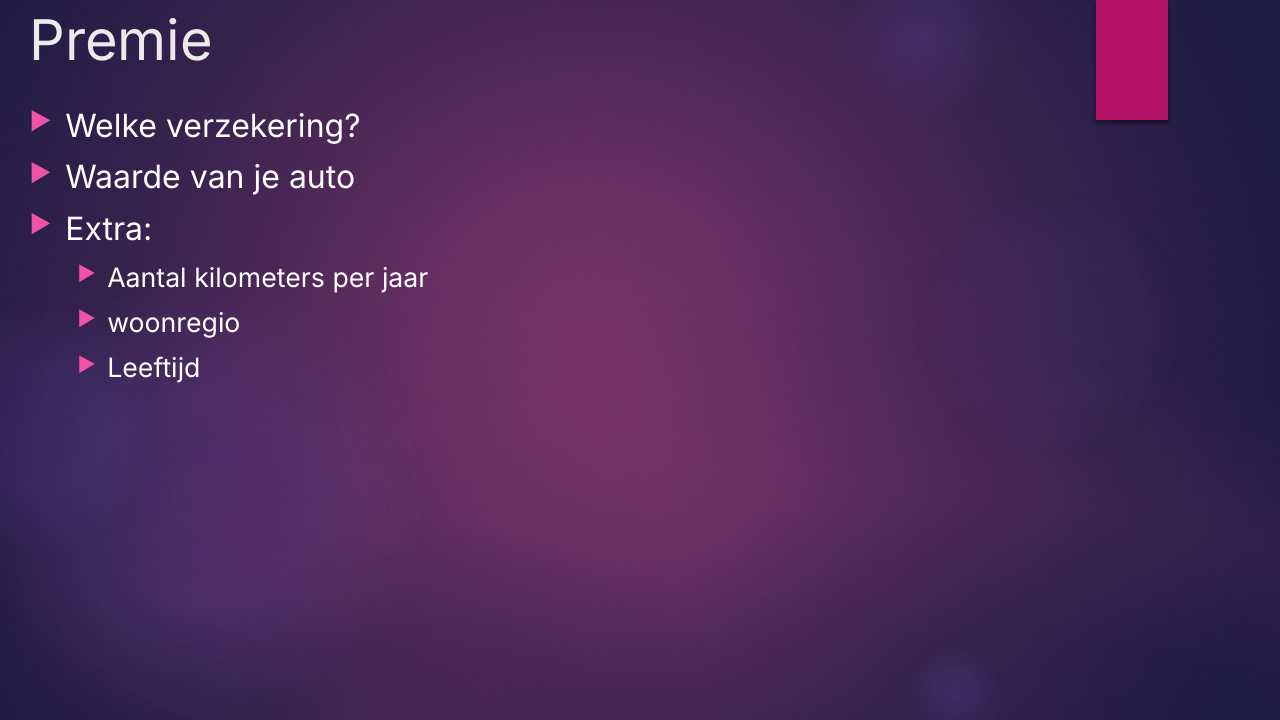 Premie
Welke verzekering?
Waarde van je auto
Extra:
Aantal kilometers per jaar
woonregio
Leeftijd